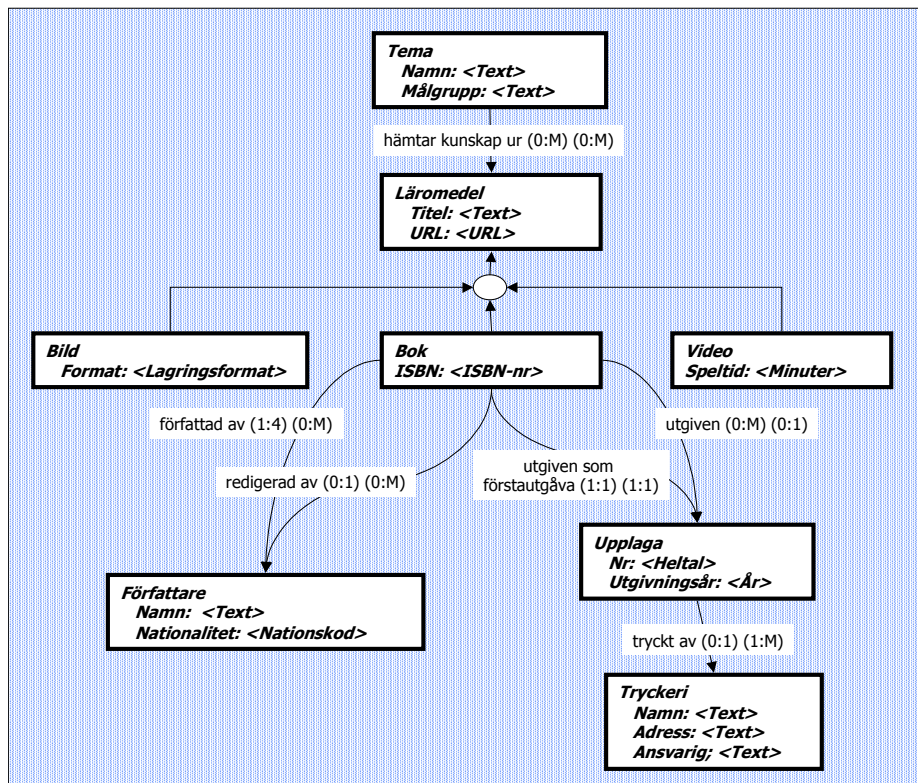 Tema
Namn: <Text>
Målgrupp: <Text>
hämtar kunskap ur (0:M) (0:M)
Läromedel
Titel: <Text>
URL: <URL>
Bild
Format: <Lagringsformat>
Bok
ISBN: <ISBN-nr>
Video
Speltid: <Minuter>
författad av (1:4) (0:M)
utgiven (0:M) (0:1)
redigerad av (0:1) (0:M)
utgiven som
förstautgåva (1:1) (1:1)
Upplaga
Nr: <Heltal>
Utgivningsår: <År>
Författare
Namn: <Text>
Nationalitet: <Nationskod>
tryckt av (0:1) (1:M)
Tryckeri
Namn: <Text>
Adress: <Text>
Ansvarig; <Text>